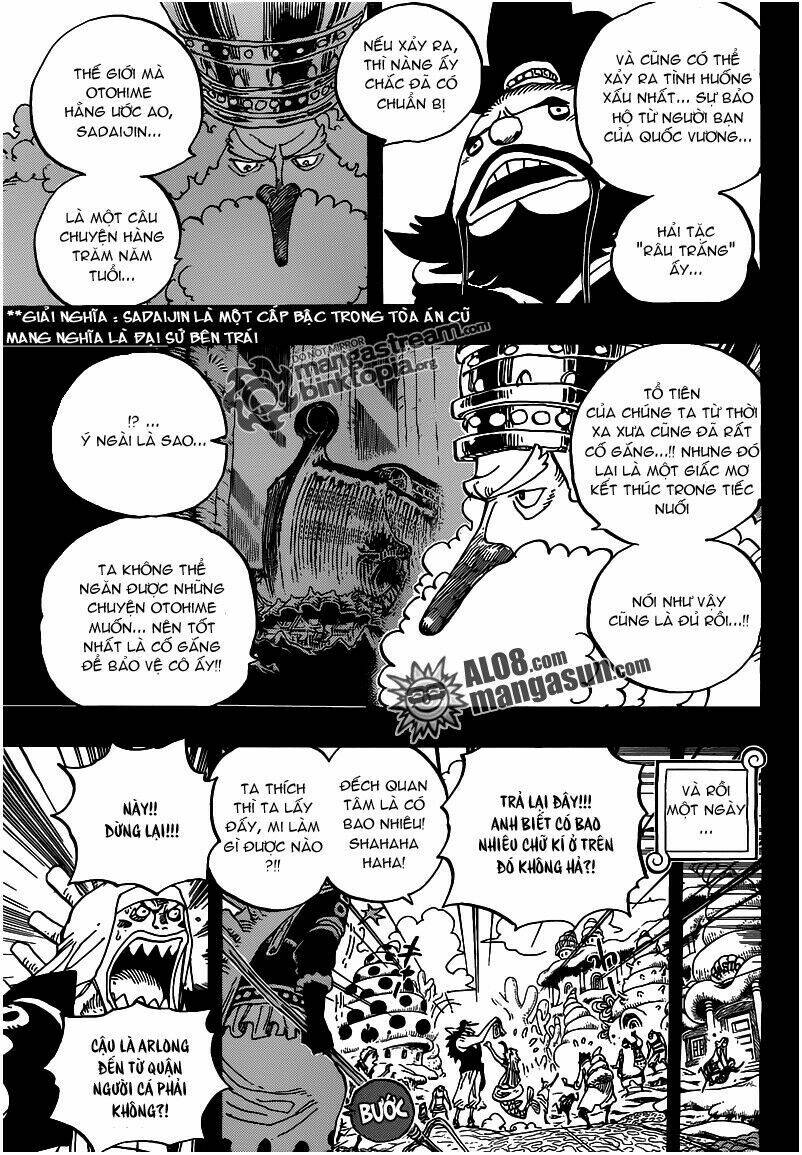 VÀ CŨNG CÓ THỂ
XẢY RA TÌNH HUỐNG
XẤU NHẤT... SỰ BẢO
HỘ TỪ NGƯỜI BẠN
CỦA QUỐC VƯƠNG...
HẢI TẶC
"RÂU TRẮNG"
ẤY...
NẾU XẢY RA,
THÌ NÀNG ẤY
CHẮC ĐÃ CÓ
CHUẨN BỊ
THẾ GIỚI MÀ
OTOHIME
HẰNG ƯỚC AO,
SADAIJIN...
LÀ MỘT CÂU
CHUYỆN HÀNG
TRĂM NĂM
TUỔI...
**GIẢI NGHĨA : SADAIJIN LÀ MỘT CẤP BẬC TRONG TÒA ÁN CŨ
MANG NGHĨA LÀ ĐẠI SỨ BÊN TRÁI
DO NOT MIRROR
mangastream.com
binktopia.org
TỔ TIÊN
CỦA CHÚNG TA TỪ THỜI
XA XƯA CŨNG ĐÃ RẤT
CỐ GẮNG...!! NHƯNG ĐÓ
LẠI LÀ MỘT GIẤC MƠ
KẾT THÚC TRONG TIẾC
NUỐI
NÓI NHƯ VẬY
CŨNG LÀ ĐỦ RỒI...!!
!? ...
Ý NGÀI LÀ SAO...
TA KHÔNG THỂ
NGĂN ĐƯỢC NHỮNG
CHUYỆN OTOHIME
MUỐN... NÊN TỐT
NHẤT LÀ CỐ GẮNG
ĐỂ BẢO VỆ CÔ ẤY!!
AL08.com
mangasun.com
VÀ RỒI
MỘT NGÀY
...
TRẢ LẠI ĐÂY!!!
ANH BIẾT CÓ BAO
NHIÊU CHỮ KÍ Ở TRÊN
ĐÓ KHÔNG HẢ?!
ĐẾCH QUAN
TÂM LÀ CÓ
BAO NHIÊU!
SHAHAHA
HAHA!
TA THÍCH
THÌ TA LẤY
ĐẤY, MI LÀM
GÌ ĐƯỢC NÀO
?!!
NÀY!!
DỪNG LẠI!!!
CẬU LÀ ARLONG
ĐẾN TỪ QUẬN
NGƯỜI CÁ PHẢI
KHÔNG?!
BƯỚC